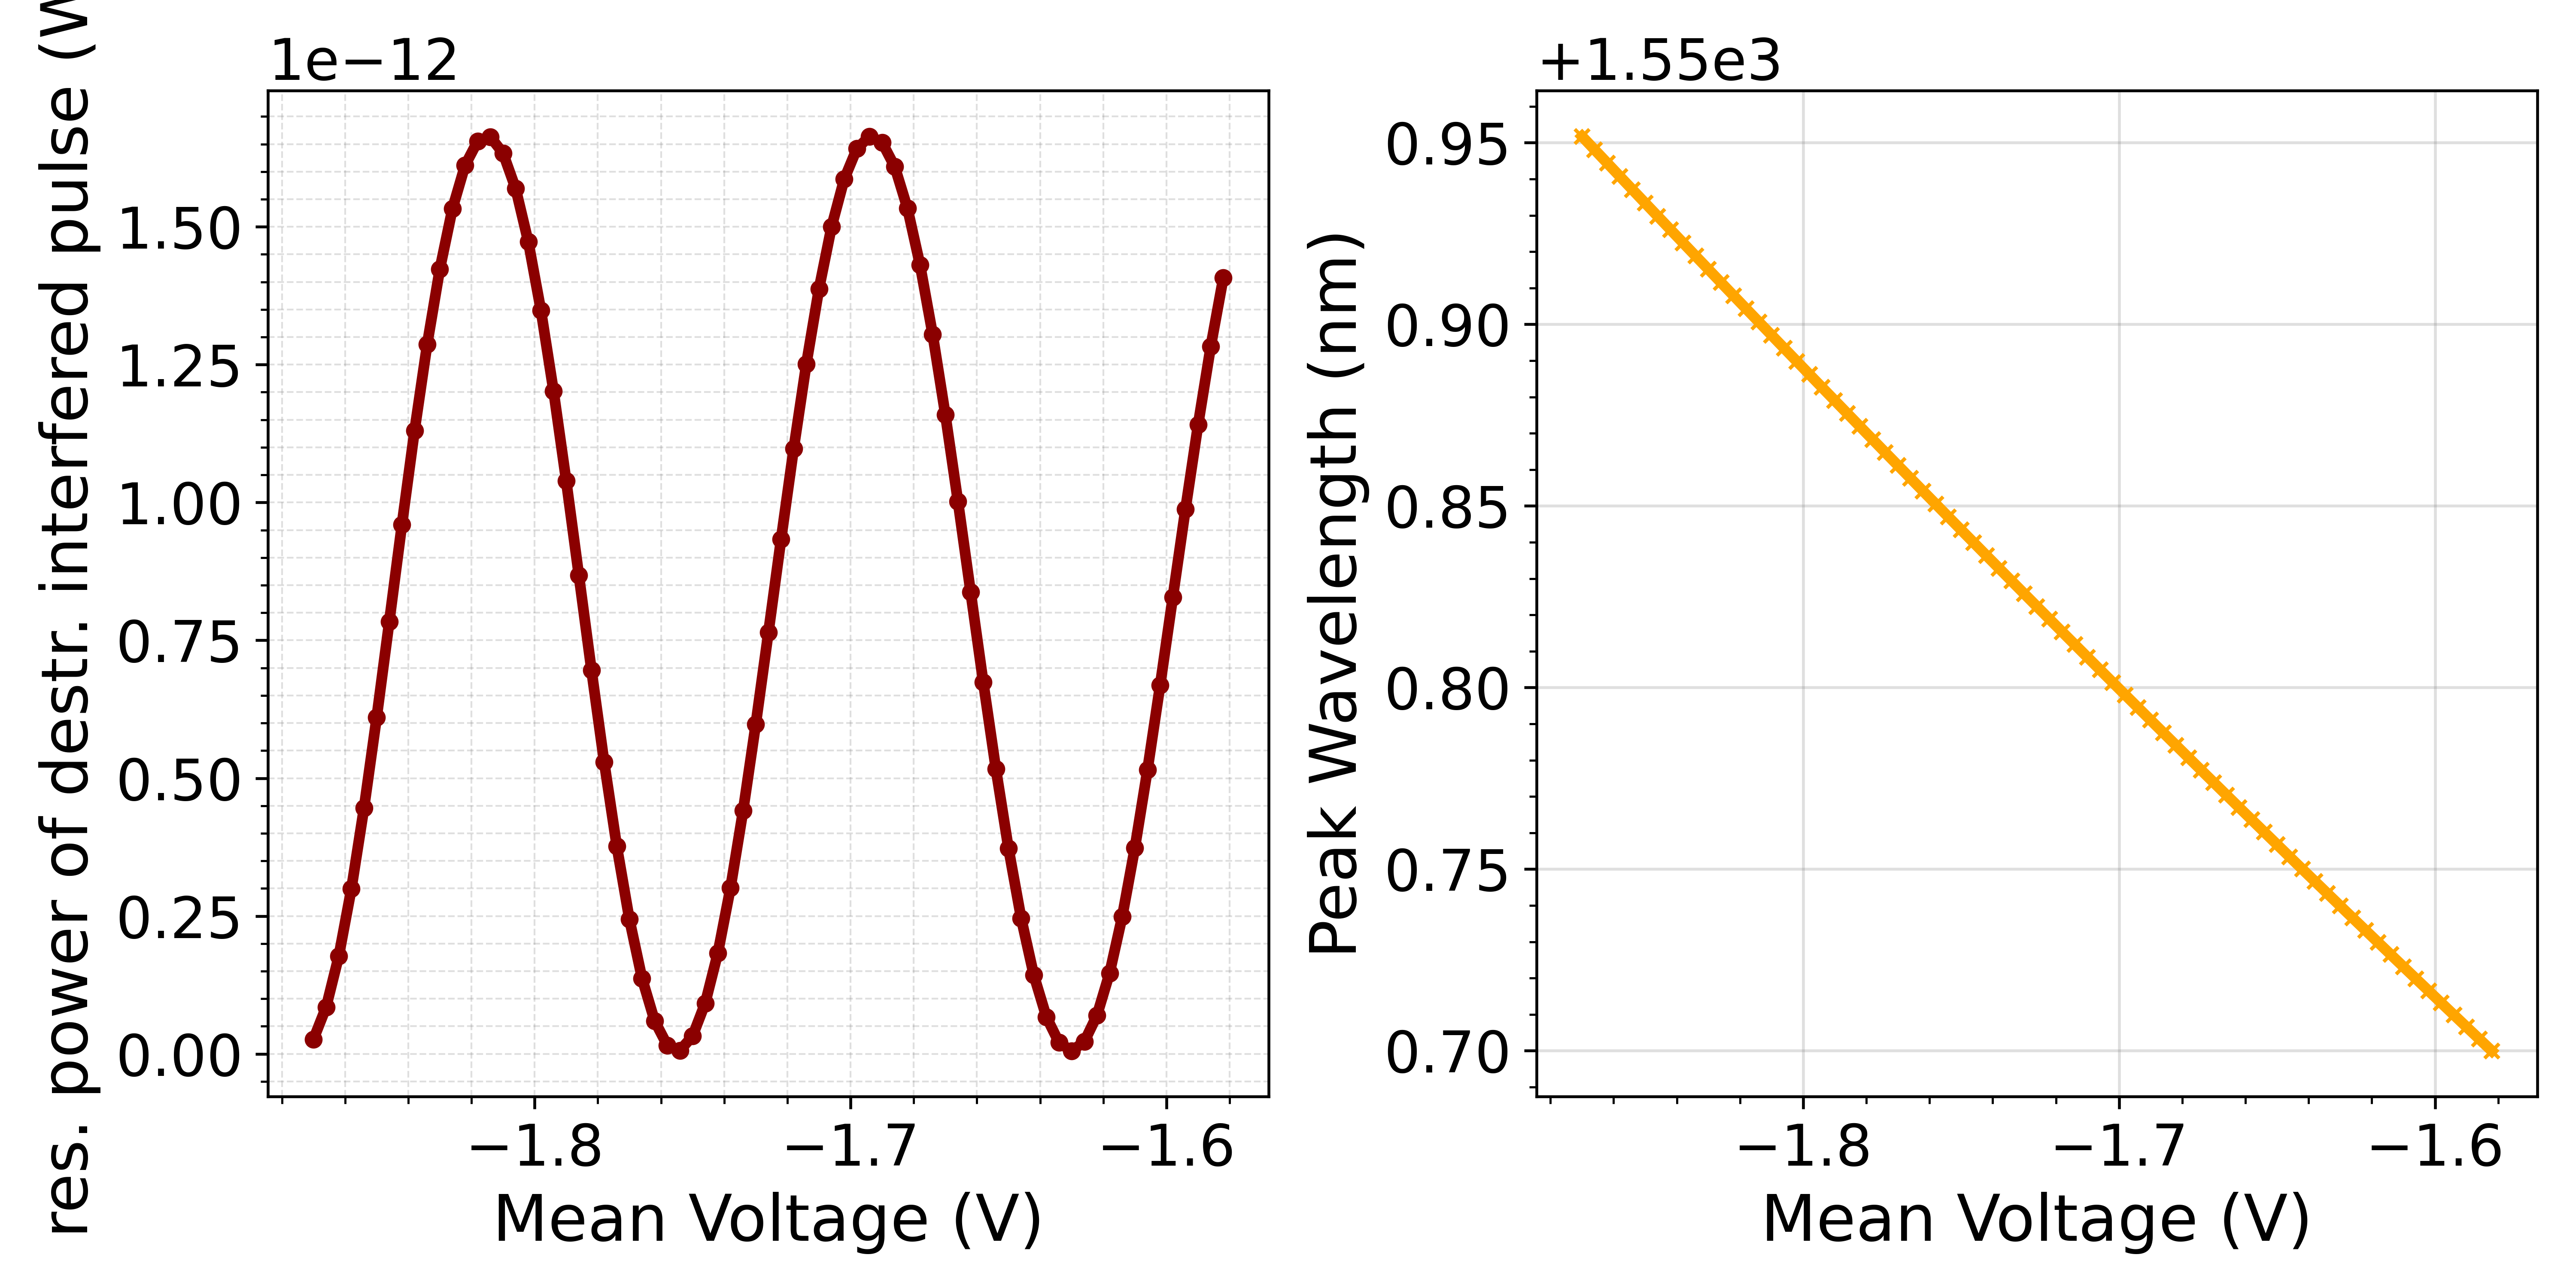 1e−12
res. power of destr. interfered pulse (W
1.50
1.25
1.00
0.75
0.50
0.25
0.00
−1.8 −1.7 −1.6
Mean Voltage (V)
+1.55e3
Peak Wavelength (nm)
0.95
0.90
0.85
0.80
0.75
0.70
−1.8 −1.7 −1.6
Mean Voltage (V)